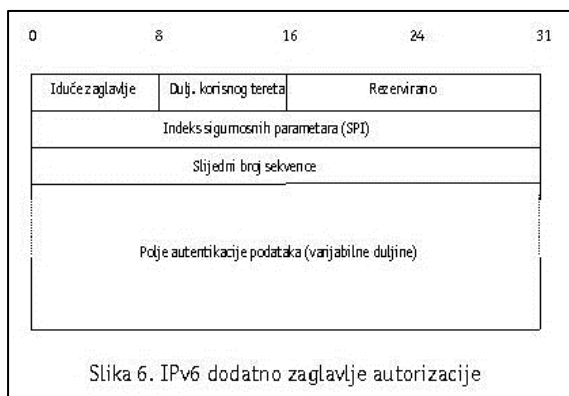 0 8 16 24 31
Iduće zaglavlje Dulj. korisnog tereta Rezervirano
Indeks sigurnosnih parametara (SPI)
Slijedni broj sekvence
Polje autentikacije podataka (varijabilne duljine)
Slika 6. IPv6 dodatno zaglavlje autorizacije